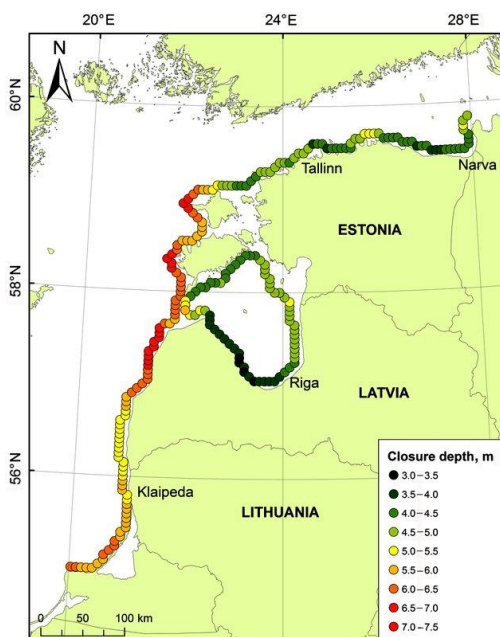 20°E
24°E
28°E
N
60°N
Tallinn
Narva
ESTONIA
58°N
Riga
LATVIA
Closure depth, m
3.0–3.5
3.5–4.0
4.0–4.5
4.5–5.0
5.0–5.5
5.5–6.0
6.0–6.5
6.5–7.0
7.0–7.5
56°N
Klaipeda
LITHUANIA
0 50 100 km